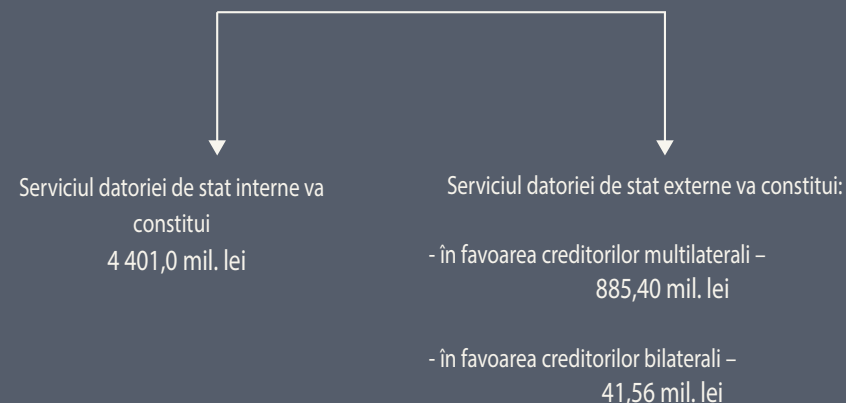 Serviciul datoriei de stat interne va
constitui
4 401,0 mil. lei
Serviciul datoriei de stat externe va constitui:
- în favoarea creditorilor multilaterali –
885,40 mil. lei
- în favoarea creditorilor bilaterali –
41,56 mil. lei